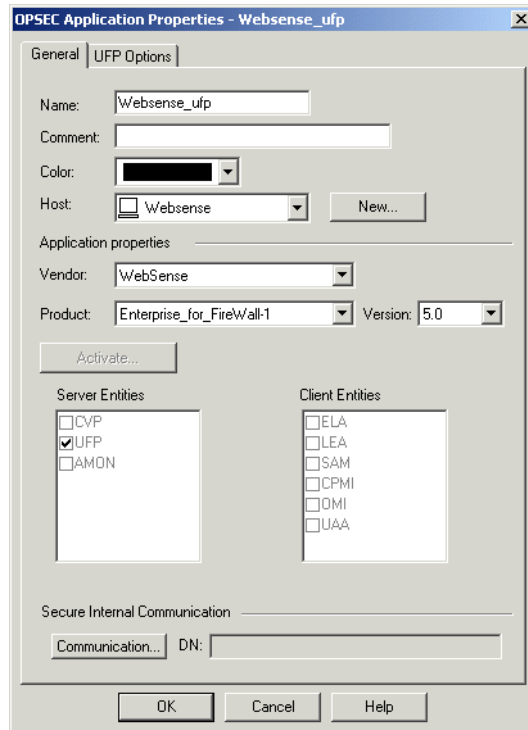 OPSEC Application Properties - Websense_ufp
General UFP Options
Name: Websense_ufp
Comment:
Color:
Host: Websense New...
Application properties
Vendor: WebSense
Product: Enterprise_for_FireWall-1 Version: 5.0
Activate...
Server Entities Client Entities
CVP ELA
UFP LEA
AMON SAM
CPMI
OMI
UAA
Secure Internal Communication
Communication... DN:
OK Cancel Help